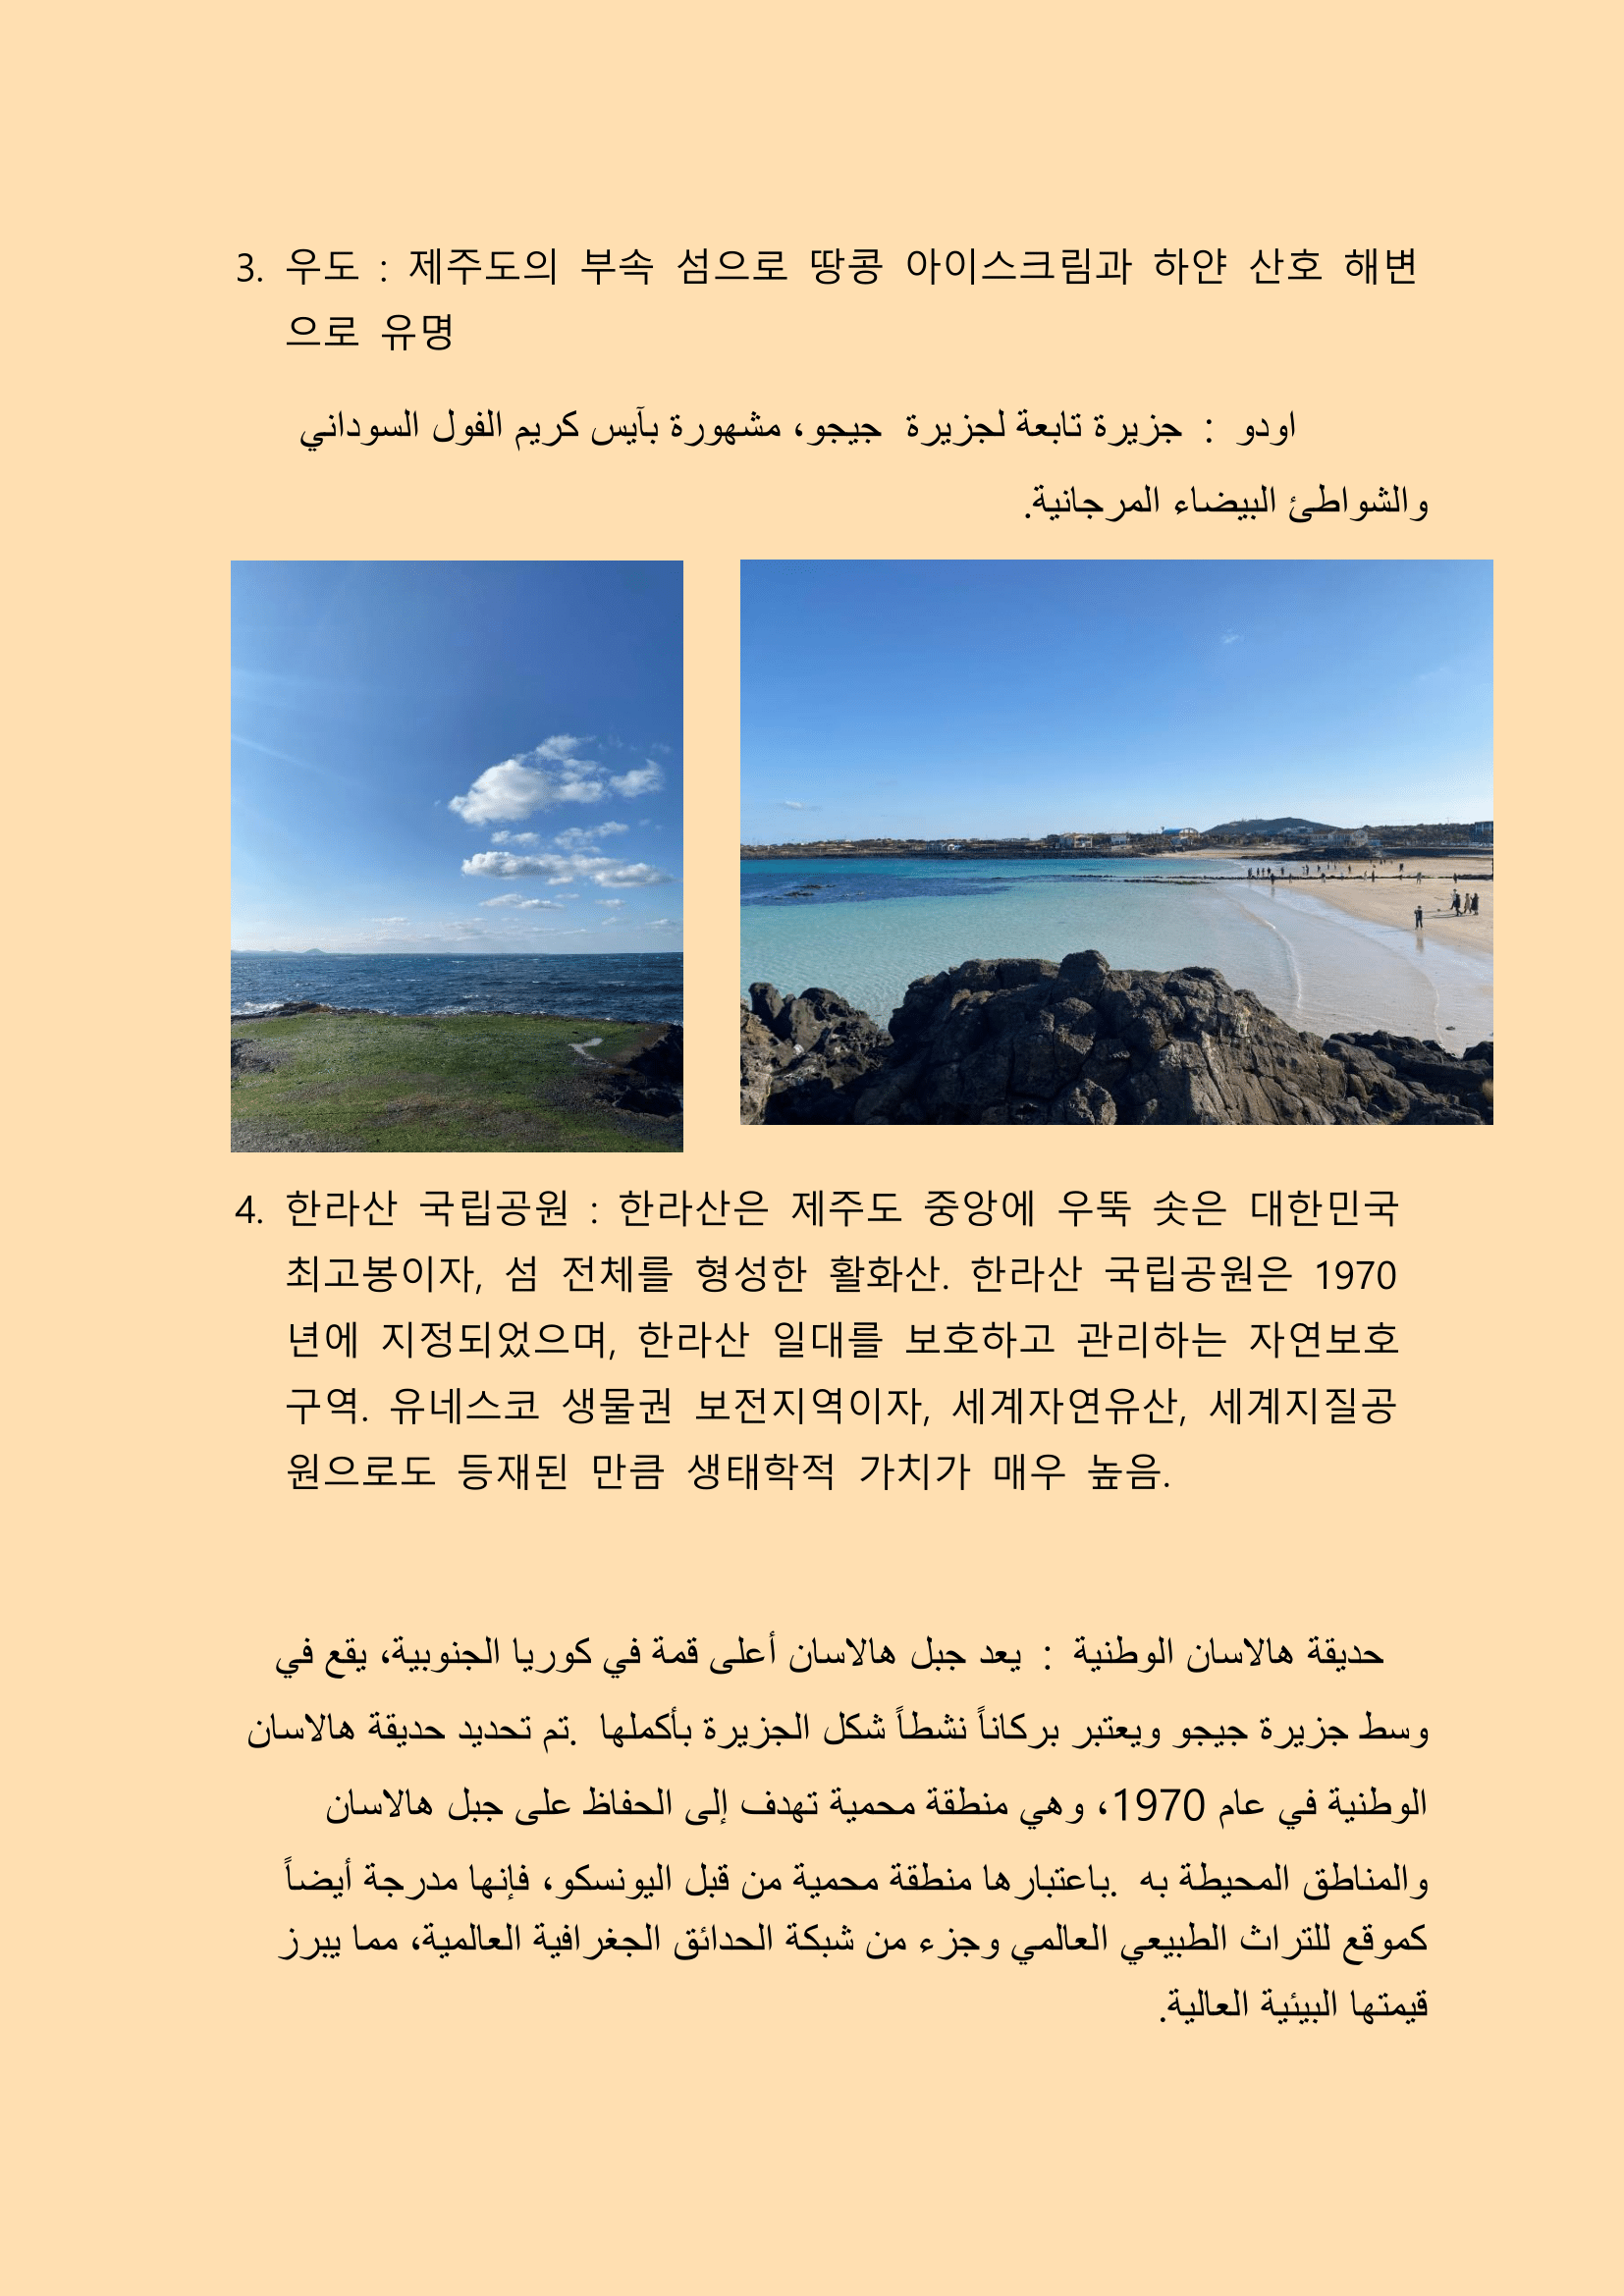 3. 우도 : 제주도의 부속 섬으로 땅콩 아이스크림과 하얀 산호 해변
으로 유명
اودو : جزيرة تابعة لجزيرة جيجو، مشهورة بآيس كريم الفول السوداني
والشواطئ البيضاء المرجانية.
4. 한라산 국립공원 : 한라산은 제주도 중앙에 우뚝 솟은 대한민국
최고봉이자, 섬 전체를 형성한 활화산. 한라산 국립공원은 1970
년에 지정되었으며, 한라산 일대를 보호하고 관리하는 자연보호
구역. 유네스코 생물권 보전지역이자, 세계자연유산, 세계지질공
원으로도 등재된 만큼 생태학적 가치가 매우 높음.
حديقة هالاسان الوطنية : يعد جبل هالاسان أعلى قمة في كوريا الجنوبية، يقع في
وسط جزيرة جيجو ويعتبر بركاناً نشطاً شكل الجزيرة بأكملها .تم تحديد حديقة هالاسان
الوطنية في عام 1970، وهي منطقة محمية تهدف إلى الحفاظ على جبل هالاسان
والمناطق المحيطة به .باعتبارها منطقة محمية من قبل اليونسكو، فإنها مدرجة أيضاً
كموقع للتراث الطبيعي العالمي وجزء من شبكة الحدائق الجغرافية العالمية، مما يبرز
قيمتها البيئية العالية.